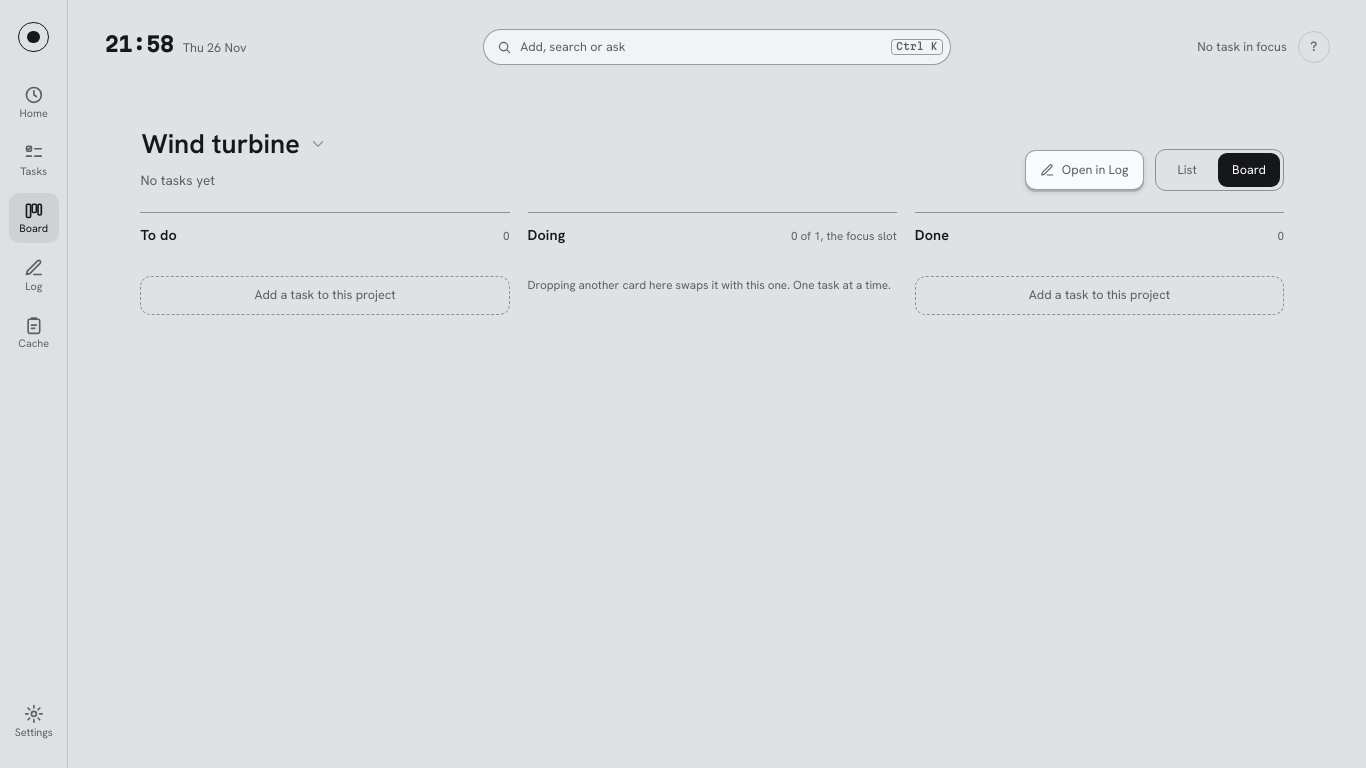 21:58 Thu 26 Nov
Add, search or ask
Ctrl K
No task in focus
?
Home
Tasks
Board
Log
Cache
Settings
Wind turbine
No tasks yet
Open in Log
List
Board
To do
0
Doing
0 of 1, the focus slot
Done
0
Add a task to this project
Dropping another card here swaps it with this one. One task at a time.
Add a task to this project